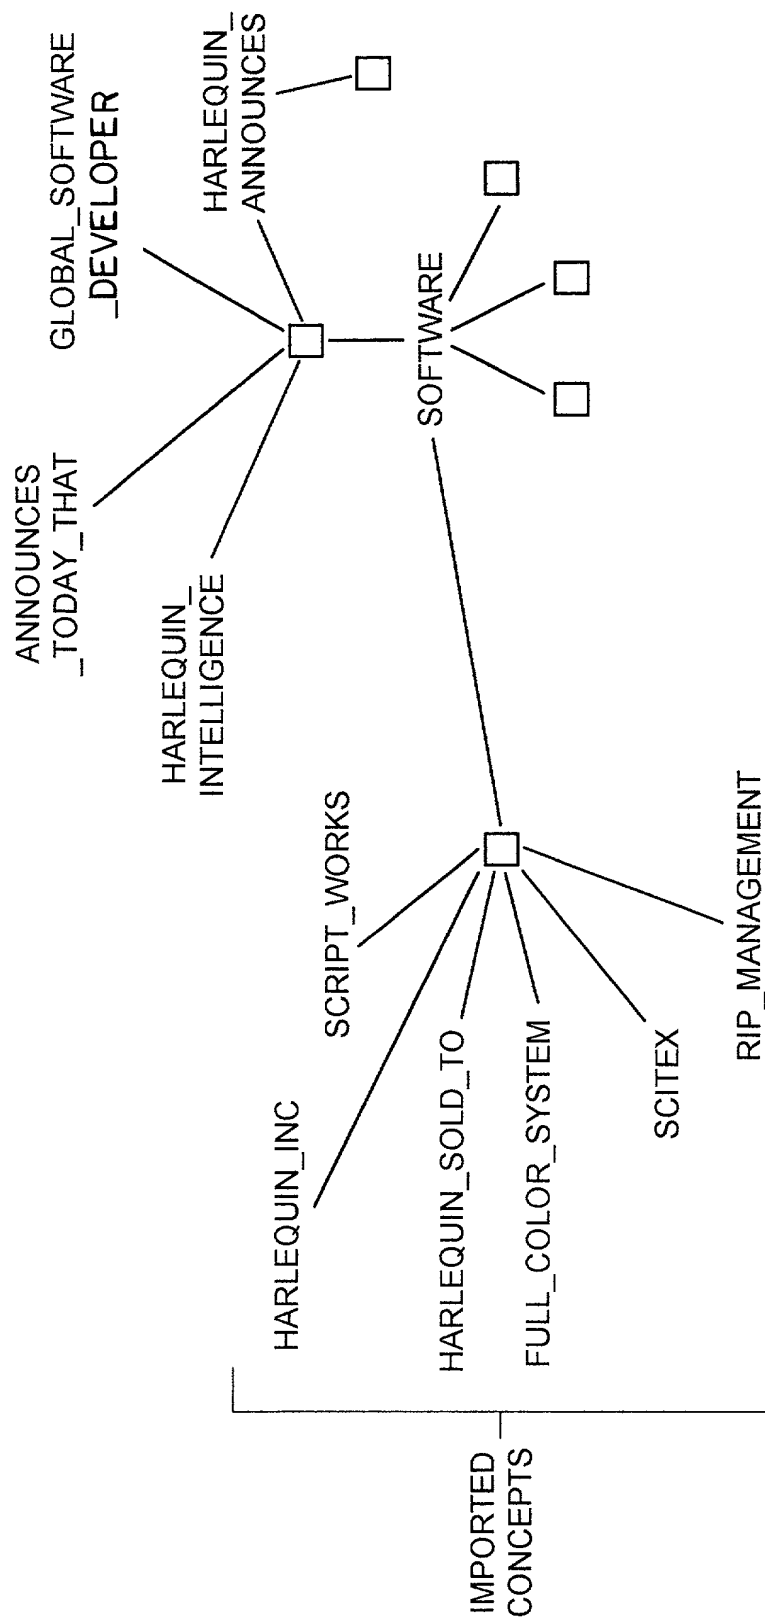 ANNOUNCES
_TODAY_THAT
GLOBAL_SOFTWARE
_DEVELOPER
HARLEQUIN_
INTELLIGENCE
HARLEQUIN_
ANNOUNCES
HARLEQUIN_INC
SCRIPT_WORKS
SOFTWARE
HARLEQUIN_SOLD_TO
FULL_COLOR_SYSTEM
SCITEX
RIP_MANAGEMENT
IMPORTED
CONCEPTS